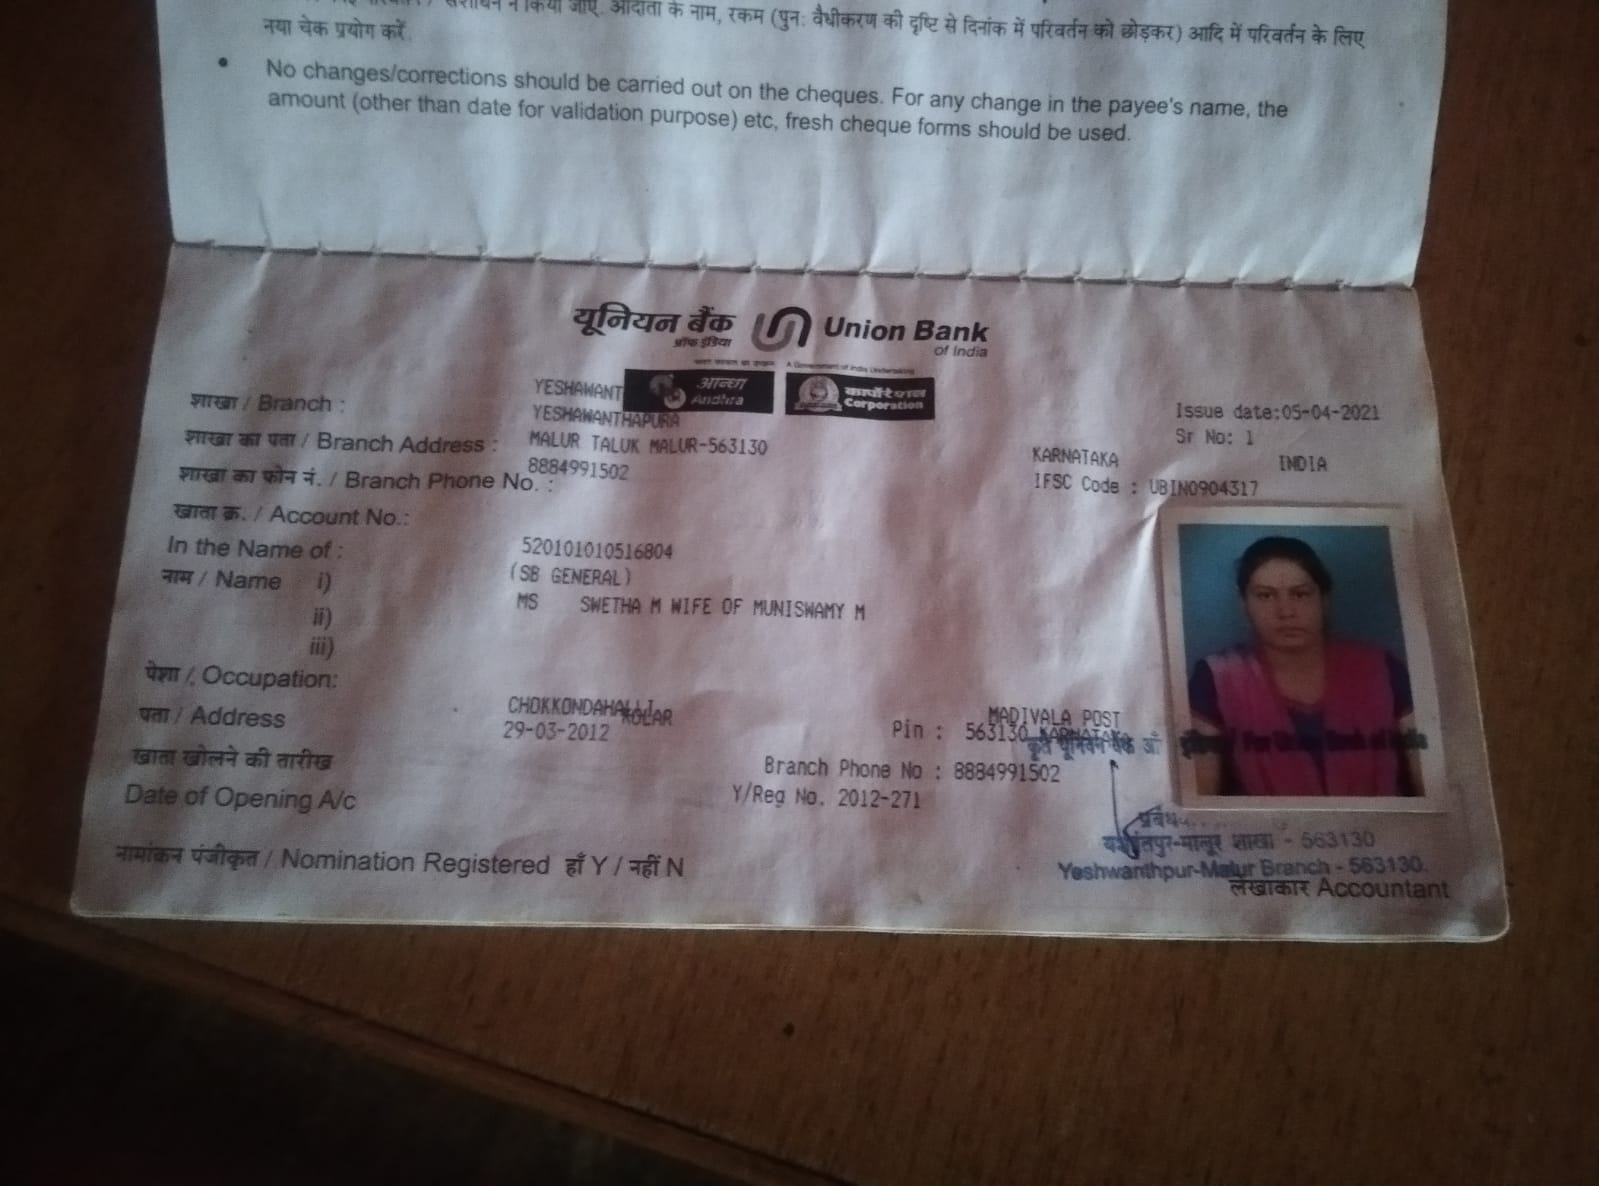 संशोधन न किया जाए. आदाता के नाम, रकम (पुन: वैधीकरण की दृष्टि से दिनांक में परिवर्तन को छोड़कर) आदि में परिवर्तन के लिए
नया चेक प्रयोग करें.
• No changes/corrections should be carried out on the cheques. For any change in the payee's name, the
amount (other than date for validation purpose) etc, fresh cheque forms should be used.
यूनियन बैंक Union Bank
ऑफ इंडिया of India
A Government of India Undertaking
आन्ध्रा कार्पोरेशन
Andhra Corporation
शाखा / Branch : YESHAWANT
YESHAWANTHAPURA Issue date:05-04-2021
शाखा का पता / Branch Address : MALUR TALUK MALUR-563130 Sr No: 1
KARNATAKA INDIA
शाखा का फोन नं. / Branch Phone No. : 8884991502 IFSC Code : UBIN0904317
खाता क्र. / Account No.:
In the Name of : 520101010516804
नाम / Name i) (SB GENERAL)
ii) MS SWETHA M WIFE OF MUNISWAMY M
iii)
पेशा / Occupation:
पता / Address CHOKKONDAHALLI KOLAR MADIVALA POST
29-03-2012 Pin : 563130 KARNATAKA
कृते यूनियन बैंक ऑफ For Union Bank of India
खाता खोलने की तारीख Branch Phone No : 8884991502
Date of Opening A/c Y/Reg No. 2012-271
प्रबंधक
यशवंतपुर-मालूर शाखा - 563130
नामांकन पंजीकृत / Nomination Registered हाँ Y / नहीं N Yeshwanthpur-Malur Branch - 563130.
लेखाकार Accountant